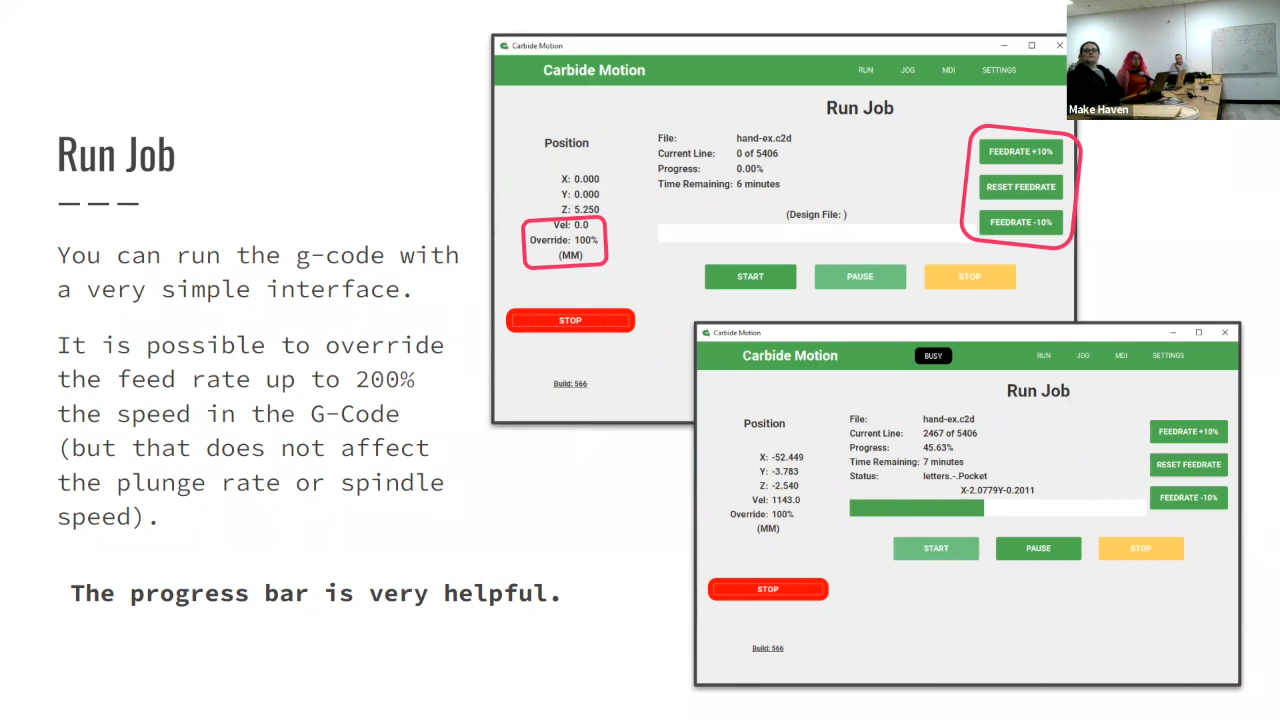 Run Job
You can run the g-code with
a very simple interface.
It is possible to override
the feed rate up to 200%
the speed in the G-Code
(but that does not affect
the plunge rate or spindle
speed).
The progress bar is very helpful.
Carbide Motion
Carbide Motion
RUN JOG MDI SETTINGS
Run Job
Position
X: 0.000
Y: 0.000
Z: 5.250
Vel: 0.0
Override: 100%
(MM)
File: hand-ex.c2d
Current Line: 0 of 5406
Progress: 0.00%
Time Remaining: 6 minutes
(Design File: )
FEEDRATE +10%
RESET FEEDRATE
FEEDRATE -10%
START PAUSE STOP
STOP
Build: 566
Make Haven
Carbide Motion
Carbide Motion BUSY RUN JOG MDI SETTINGS
Run Job
Position
X: -52.449
Y: -3.783
Z: -2.540
Vel: 1143.0
Override: 100%
(MM)
File: hand-ex.c2d
Current Line: 2467 of 5406
Progress: 45.63%
Time Remaining: 7 minutes
Status: letters.-.Pocket
X-2.0779Y-0.2011
FEEDRATE +10%
RESET FEEDRATE
FEEDRATE -10%
START PAUSE STOP
STOP
Build: 566